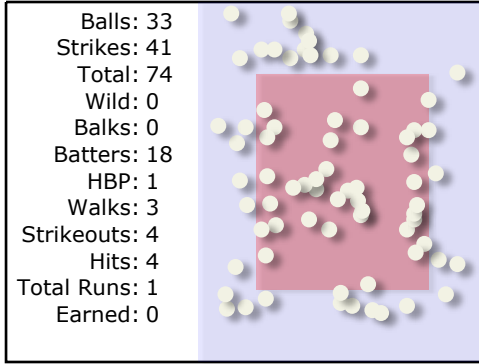 Balls: 33
Strikes: 41
Total: 74
Wild: 0
Balks: 0
Batters: 18
HBP: 1
Walks: 3
Strikeouts: 4
Hits: 4
Total Runs: 1
Earned: 0